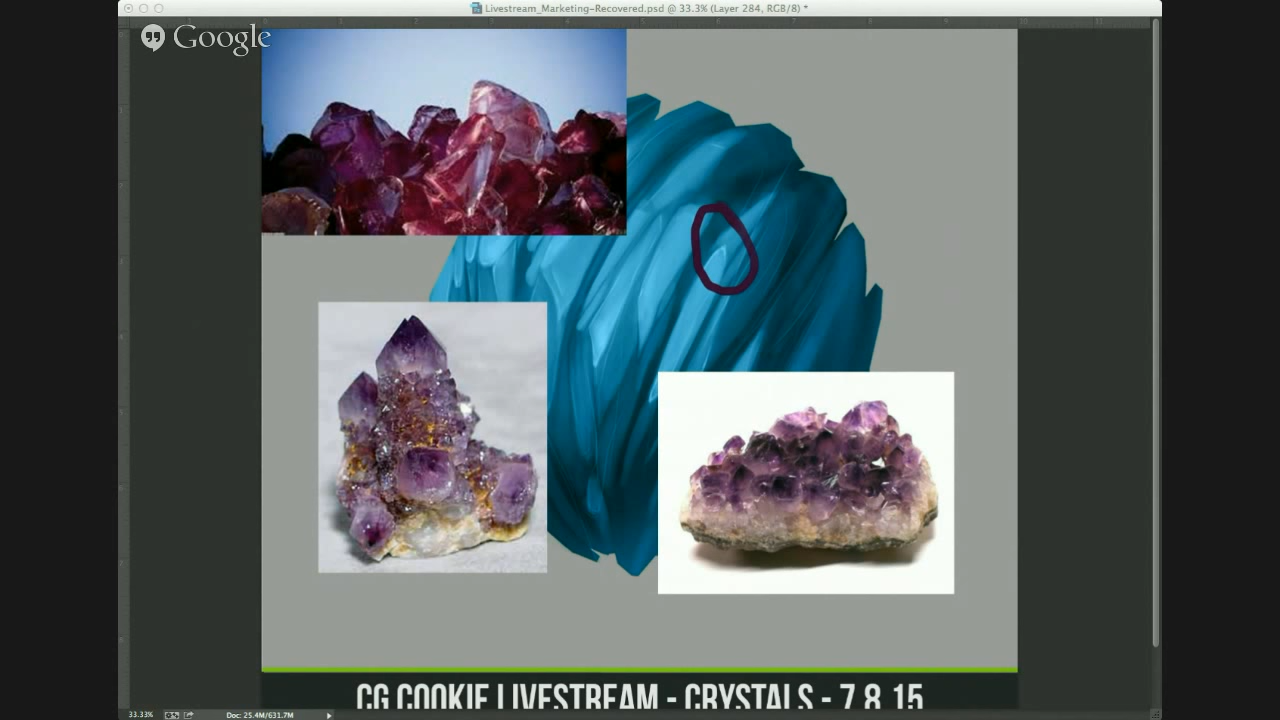 Livestream_Marketing-Recovered.psd @ 33.3% (Layer 284, RGB/8) *
Google
CG COOKIE LIVESTREAM - CRYSTALS - 7.8.15
33.33%
Doc: 25.4M/631.7M